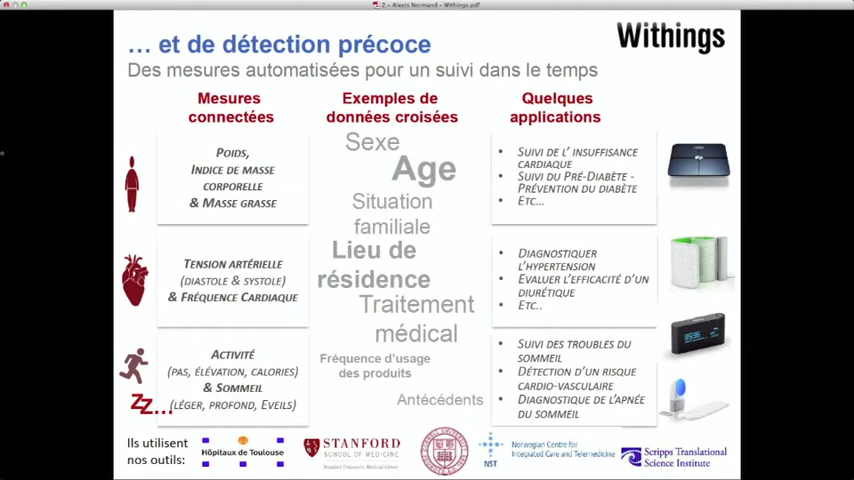 2 – Alexis Normand – Withings.pdf
… et de détection précoce
Withings
Des mesures automatisées pour un suivi dans le temps
Mesures
connectées
Exemples de
données croisées
Quelques
applications
Poids,
Indice de masse
corporelle
& Masse grasse
Tension artérielle
(diastole & systole)
& Fréquence Cardiaque
Activité
(pas, élévation, calories)
& Sommeil
(léger, profond, Eveils)
ZZ...
Sexe
Age
Situation
familiale
Lieu de
résidence
Traitement
médical
Fréquence d'usage
des produits
Antécédents
• Suivi de l' insuffisance
cardiaque
• Suivi du Pré-Diabète -
Prévention du diabète
• Etc...
• Diagnostiquer
l'hypertension
• Evaluer l'efficacité d'un
diurétique
• Etc..
• Suivi des troubles du
sommeil
• Détection d'un risque
cardio-vasculaire
• Diagnostique de l'apnée
du sommeil
Ils utilisent
nos outils:
Hôpitaux de Toulouse
STANFORD
SCHOOL OF MEDICINE
Stanford University Medical Center
NST
Norwegian Centre for
Integrated Care and Telemedicine
Scripps Translational
Science Institute